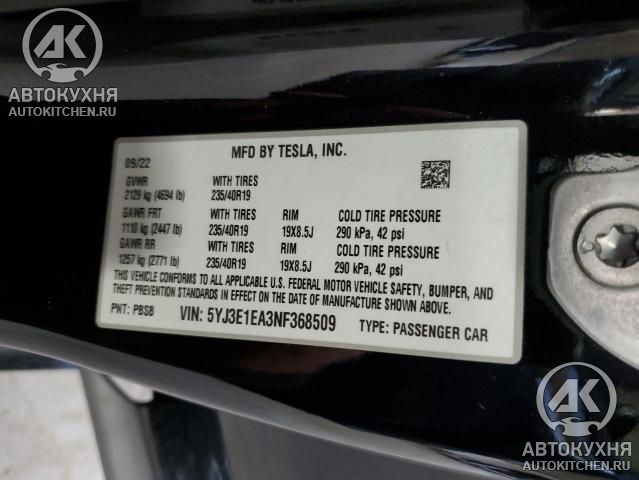 АВТОКУХНЯ
AUTOKITCHEN.RU
АВТОКУХНЯ
AUTOKITCHEN.RU
MFD BY TESLA, INC.
09/22
GVWR WITH TIRES
2129 kg (4694 lb) 235/40R19
GAWR FRT WITH TIRES RIM COLD TIRE PRESSURE
1110 kg (2447 lb) 235/40R19 19X8.5J 290 kPa, 42 psi
GAWR RR WITH TIRES RIM COLD TIRE PRESSURE
1257 kg (2771 lb) 235/40R19 19X8.5J 290 kPa, 42 psi
THIS VEHICLE CONFORMS TO ALL APPLICABLE U.S. FEDERAL MOTOR VEHICLE SAFETY, BUMPER, AND
THEFT PREVENTION STANDARDS IN EFFECT ON THE DATE OF MANUFACTURE SHOWN ABOVE.
PNT: PBSB VIN: 5YJ3E1EA3NF368509 TYPE: PASSENGER CAR
АК
АВТОКУХНЯ
AUTOKITCHEN.RU